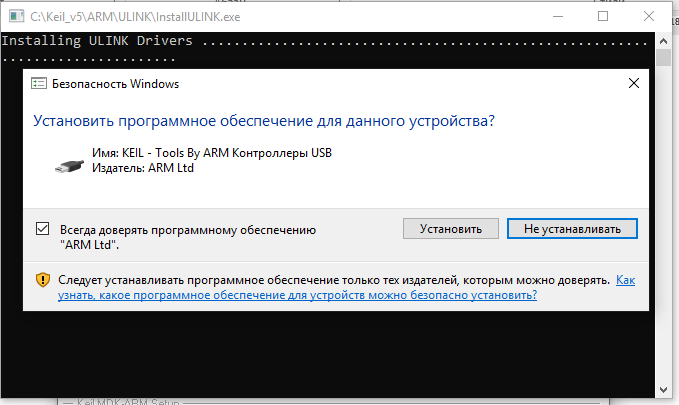 C:\Keil_v5\ARM\ULINK\InstallULINK.exe
Installing ULINK Drivers ........................................................
......................
Безопасность Windows
Установить программное обеспечение для данного устройства?
Имя: KEIL - Tools By ARM Контроллеры USB
Издатель: ARM Ltd
Всегда доверять программному обеспечению
"ARM Ltd".
Установить
Не устанавливать
Следует устанавливать программное обеспечение только тех издателей, которым можно доверять. Как
узнать, какое программное обеспечение для устройств можно безопасно установить?
Keil MDK-ARM Setup